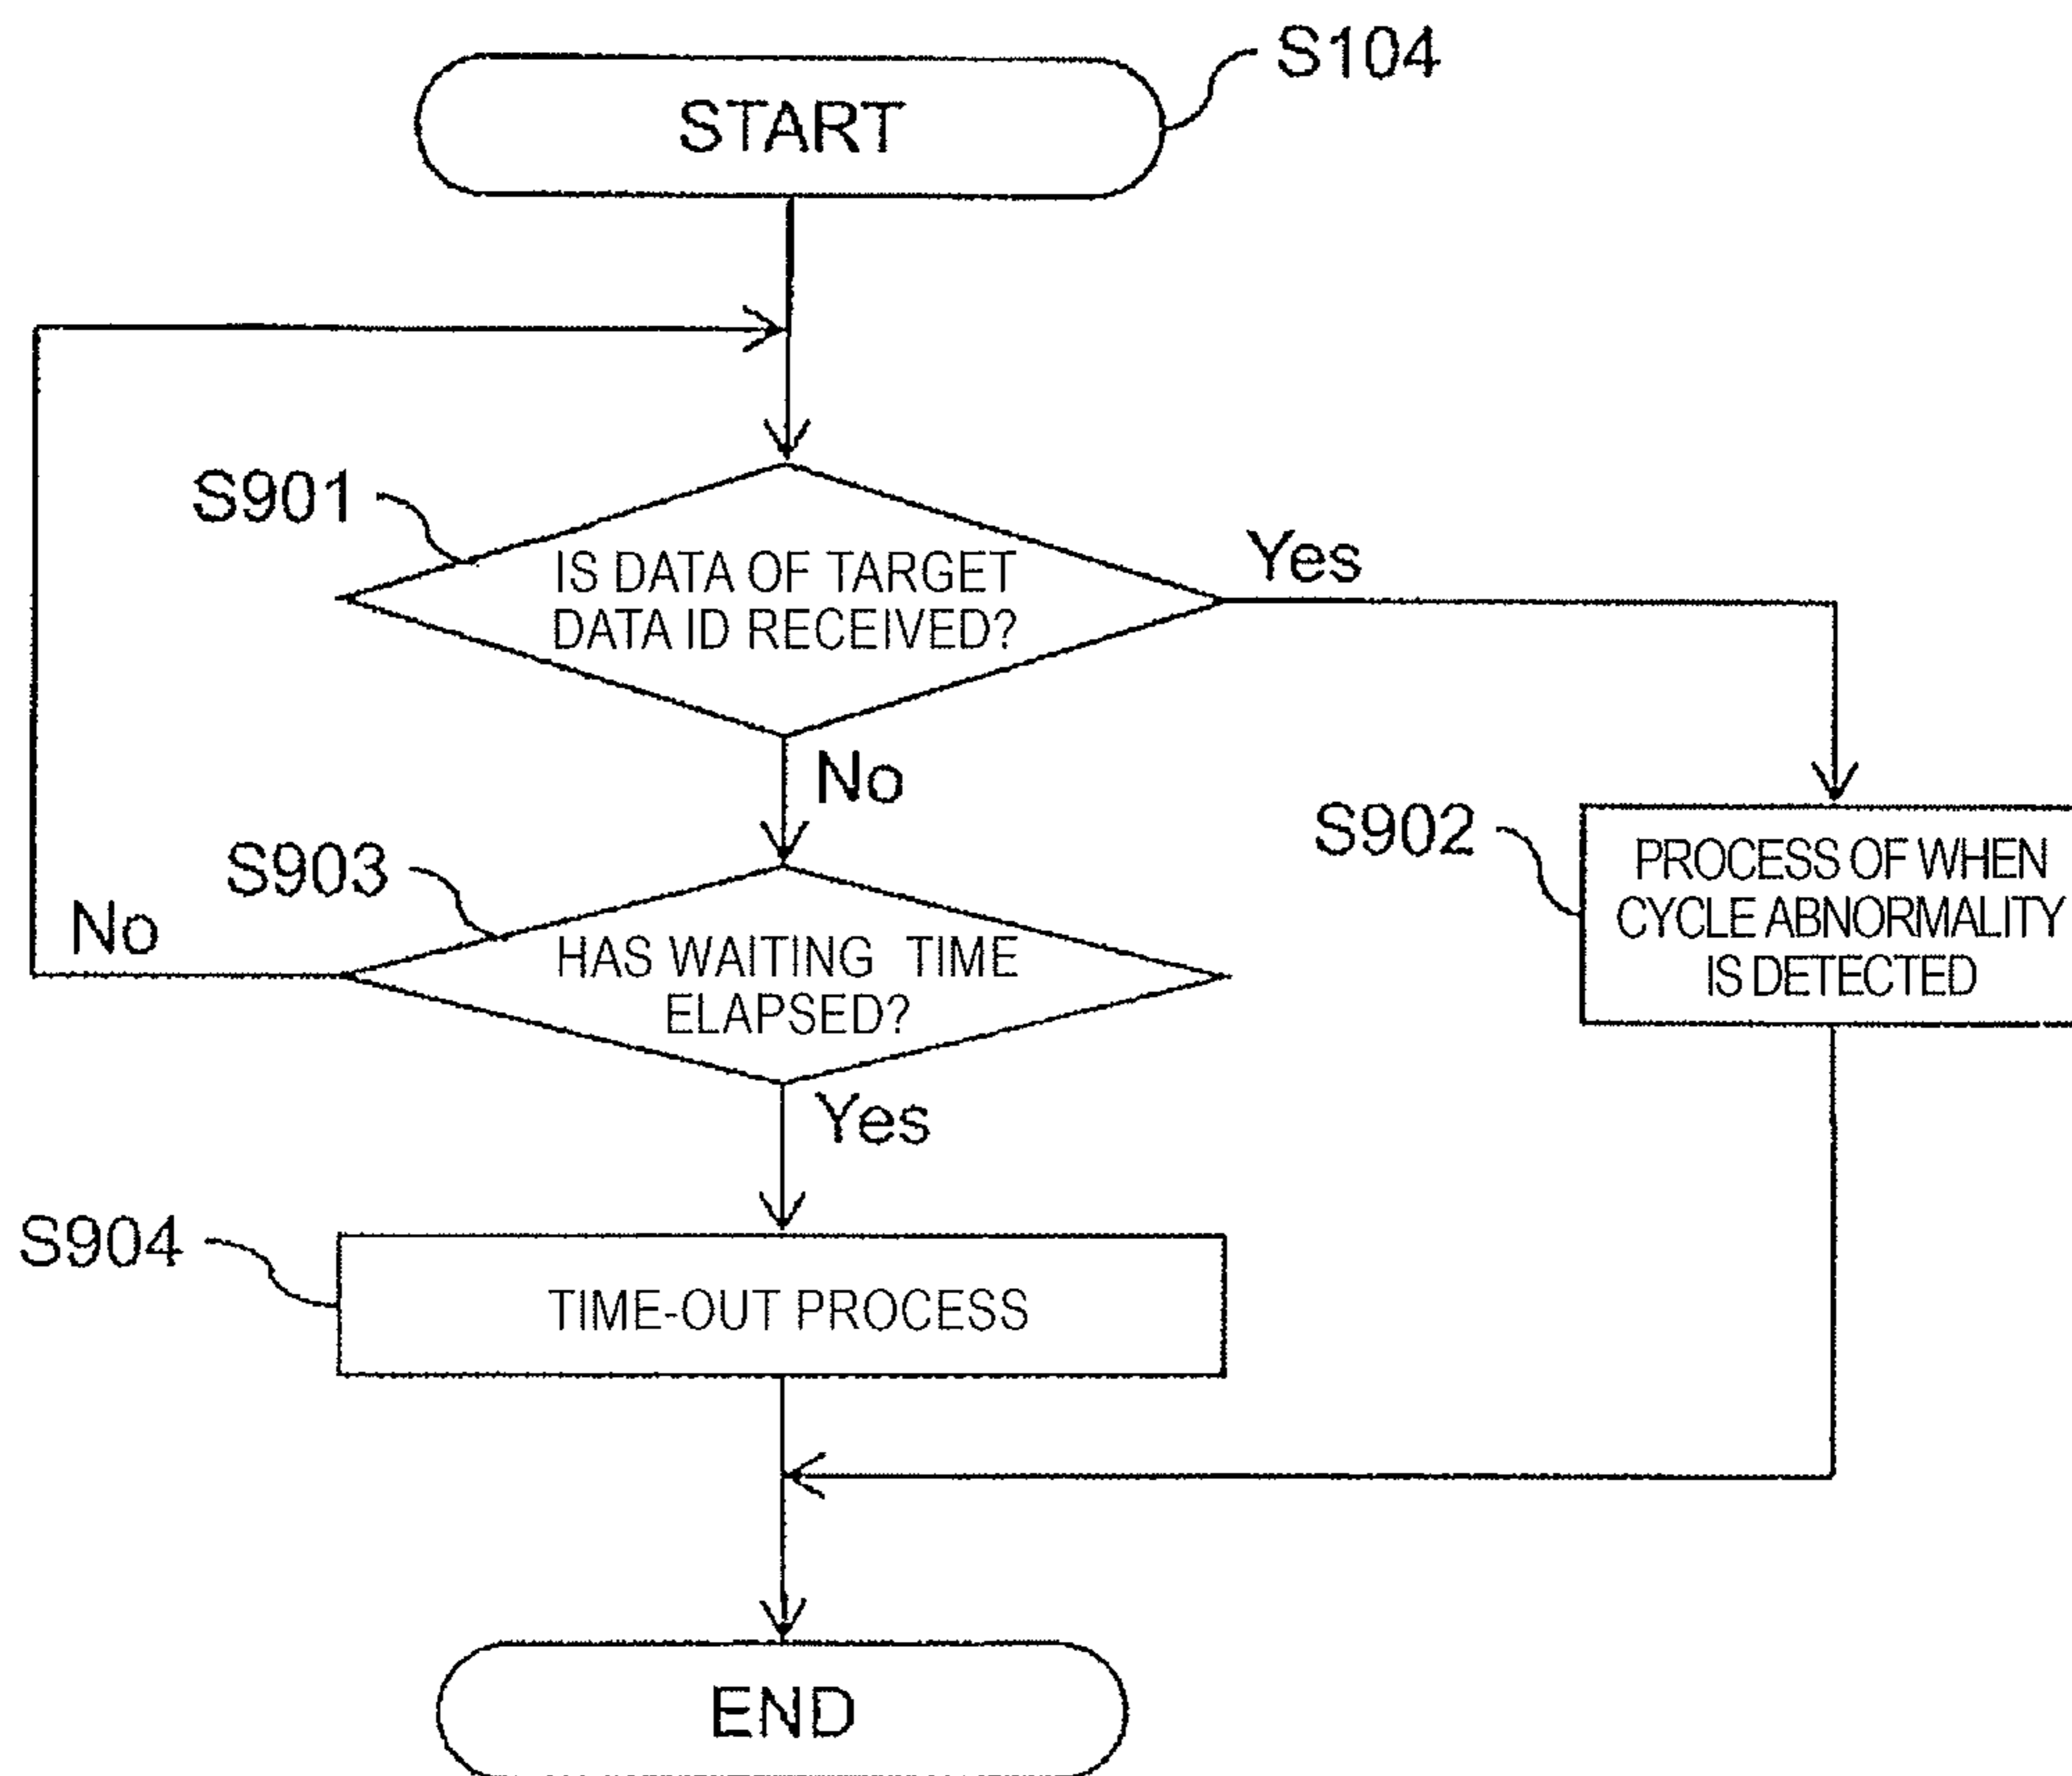 S104
START
S901
IS DATA OF TARGET
DATA ID RECEIVED?
Yes
No
S902
PROCESS OF WHEN
CYCLE ABNORMALITY
IS DETECTED
S903
No
HAS WAITING TIME
ELAPSED?
Yes
S904
TIME-OUT PROCESS
END